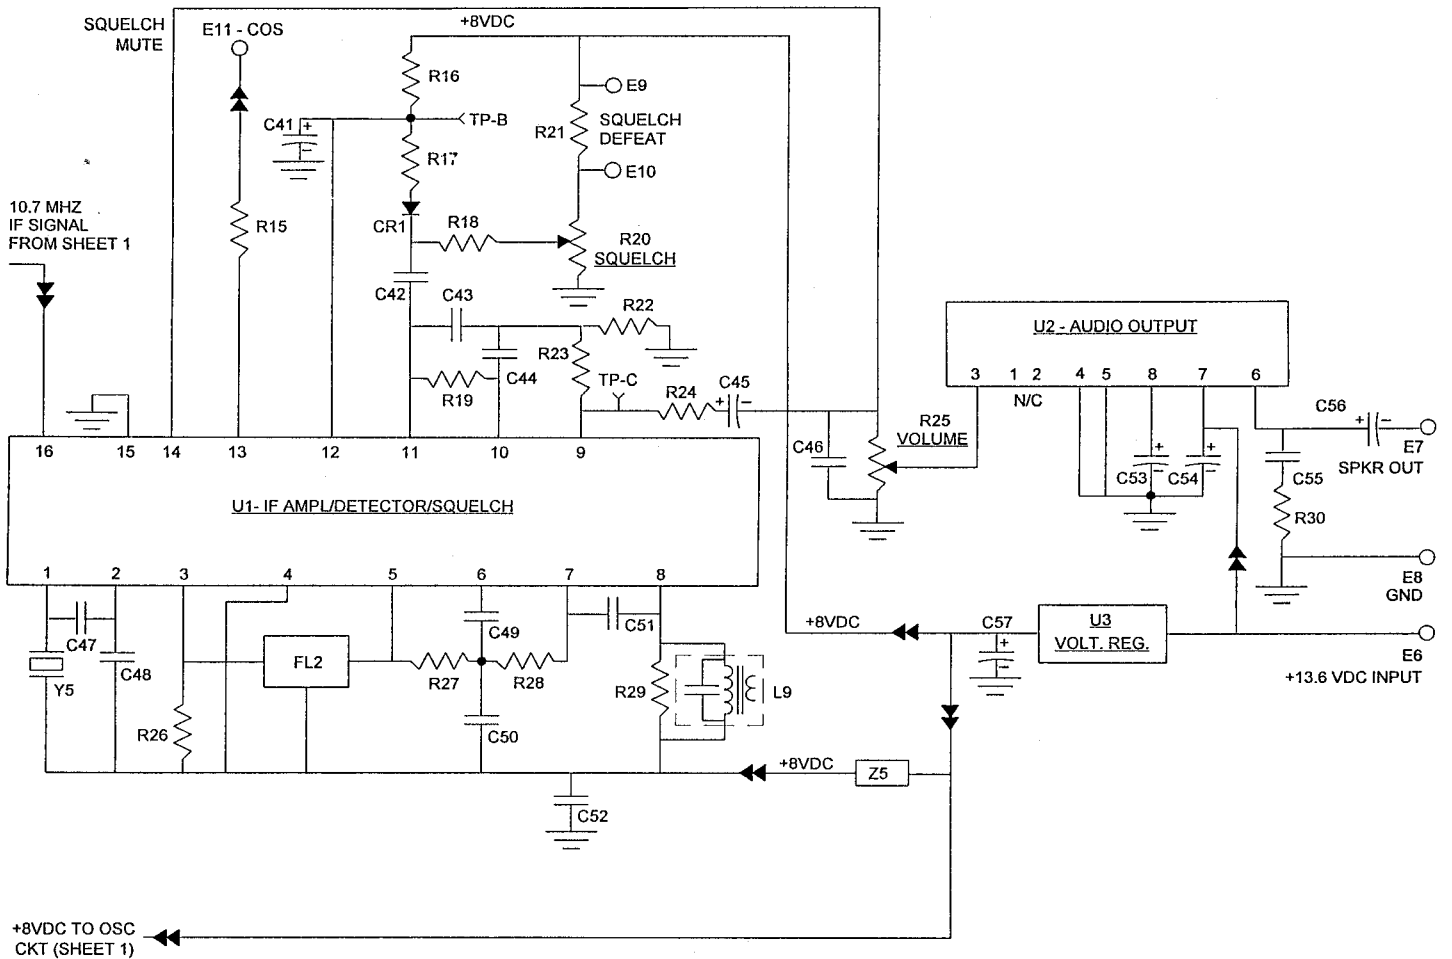 SQUELCH
MUTE
E11 - COS
+8VDC
R16
E9
C41
+
-
TP-B
R21
SQUELCH
DEFEAT
R17
E10
10.7 MHZ
IF SIGNAL
FROM SHEET 1
R15
CR1
R18
R20
SQUELCH
C42
C43
R22
R23
C44
R19
TP-C
R24
C45
+
-
U2 - AUDIO OUTPUT
3 1 2 4 5 8 7 6
N/C
R25
VOLUME
C46
C53
+
-
C54
+
-
C56
+
-
E7
SPKR OUT
C55
R30
E8
GND
16 15 14 13 12 11 10 9
U1- IF AMPL/DETECTOR/SQUELCH
1 2 3 4 5 6 7 8
C47
Y5
C48
R26
FL2
R27
C49
R28
C50
C51
R29
L9
+8VDC
C57
+
-
U3
VOLT. REG.
E6
+13.6 VDC INPUT
+8VDC
Z5
C52
+8VDC TO OSC
CKT (SHEET 1)